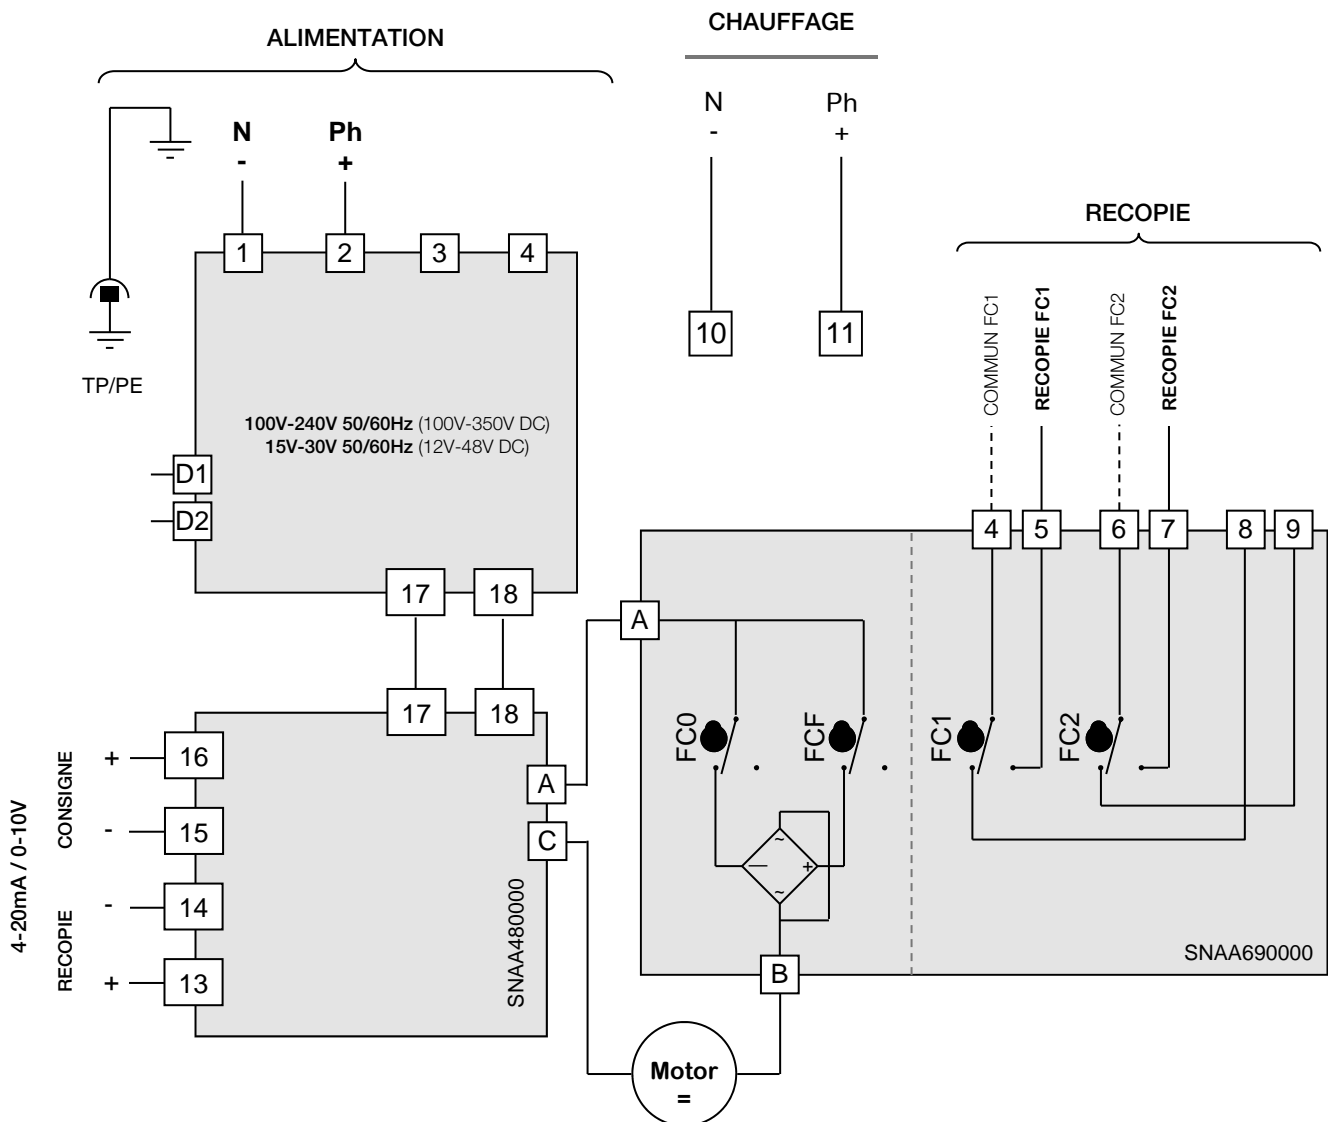 ALIMENTATION
CHAUFFAGE
N
-
Ph
+
N
-
Ph
+
RECOPIE
COMMUN FC1
RECOPIE FC1
COMMUN FC2
RECOPIE FC2
1
2
3
4
10
11
TP/PE
100V-240V 50/60Hz (100V-350V DC)
15V-30V 50/60Hz (12V-48V DC)
D1
D2
4
5
6
7
8
9
17
18
A
17
18
FC0
FCF
FC1
FC2
4-20mA / 0-10V
CONSIGNE
RECOPIE
+
16
-
15
-
14
+
13
A
C
SNAA480000
~
—
+
~
SNAA690000
B
Motor
=